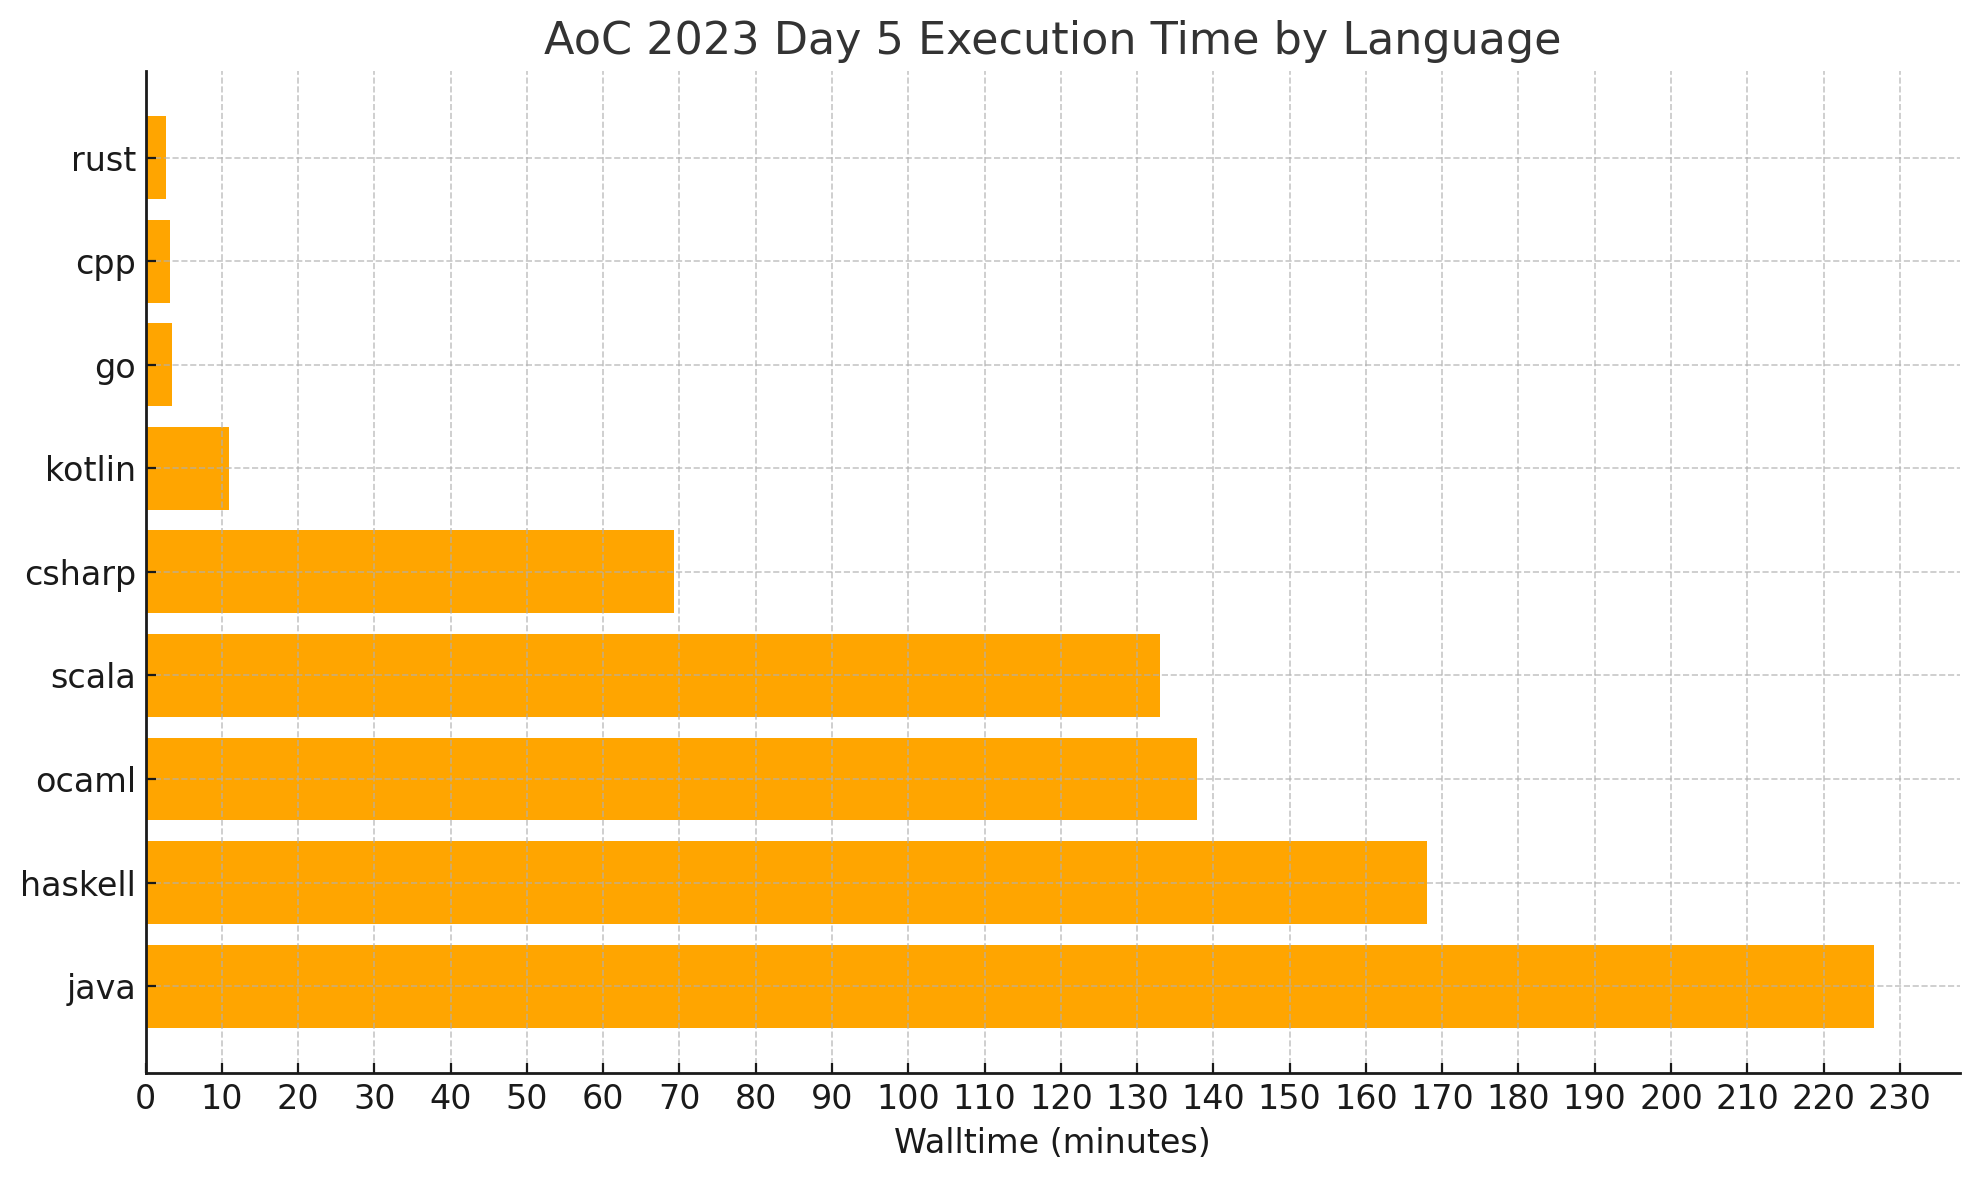 AoC 2023 Day 5 Execution Time by Language
rust
cpp
go
kotlin
csharp
scala
ocaml
haskell
java
0 10 20 30 40 50 60 70 80 90 100 110 120 130 140 150 160 170 180 190 200 210 220 230
Walltime (minutes)